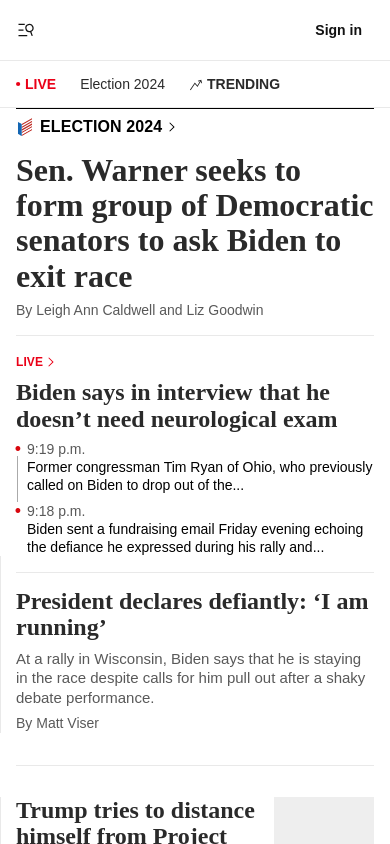 Sign in
LIVE
Election 2024
TRENDING
ELECTION 2024
Sen. Warner seeks to
form group of Democratic
senators to ask Biden to
exit race
By Leigh Ann Caldwell and Liz Goodwin
LIVE
Biden says in interview that he
doesn’t need neurological exam
9:19 p.m.
Former congressman Tim Ryan of Ohio, who previously
called on Biden to drop out of the...
9:18 p.m.
Biden sent a fundraising email Friday evening echoing
the defiance he expressed during his rally and...
President declares defiantly: ‘I am
running’
At a rally in Wisconsin, Biden says that he is staying
in the race despite calls for him pull out after a shaky
debate performance.
By Matt Viser
Trump tries to distance
himself from Project